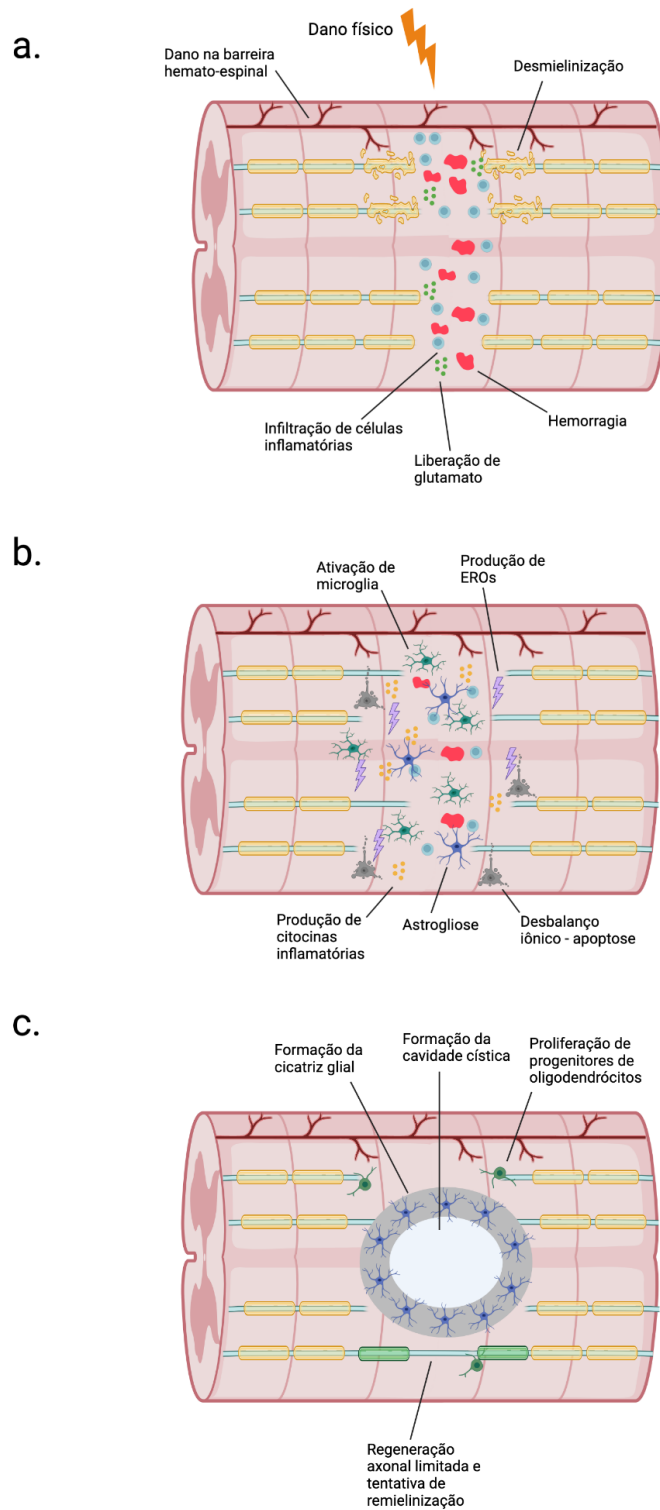 a.
Dano físico
Dano na barreira
hemato-espinal
Desmielinização
Infiltração de células
inflamatórias
Liberação de
glutamato
Hemorragia
b.
Ativação de
microglia
Produção de
EROs
Produção de
citocinas
inflamatórias
Astrogliose
Desbalanço
iônico - apoptose
c.
Formação da
cicatriz glial
Formação da
cavidade cística
Proliferação de
progenitores de
oligodendrócitos
Regeneração
axonal limitada e
tentativa de
remielinização